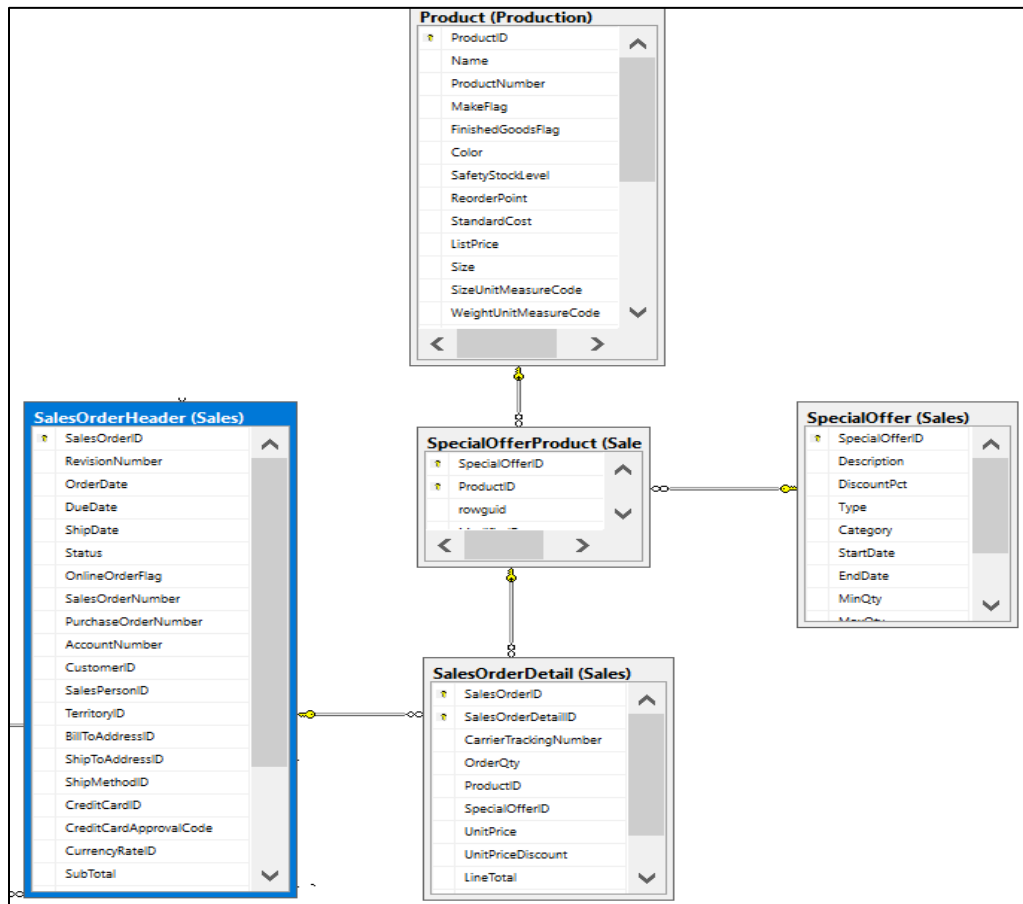 Product (Production)
ProductID
Name
ProductNumber
MakeFlag
FinishedGoodsFlag
Color
SafetyStockLevel
ReorderPoint
StandardCost
ListPrice
Size
SizeUnitMeasureCode
WeightUnitMeasureCode
SalesOrderHeader (Sales)
SalesOrderID
RevisionNumber
OrderDate
DueDate
ShipDate
Status
OnlineOrderFlag
SalesOrderNumber
PurchaseOrderNumber
AccountNumber
CustomerID
SalesPersonID
TerritoryID
BillToAddressID
ShipToAddressID
ShipMethodID
CreditCardID
CreditCardApprovalCode
CurrencyRateID
SubTotal
SpecialOfferProduct (Sale
SpecialOfferID
ProductID
rowguid
SpecialOffer (Sales)
SpecialOfferID
Description
DiscountPct
Type
Category
StartDate
EndDate
MinQty
MaxQty
SalesOrderDetail (Sales)
SalesOrderID
SalesOrderDetailID
CarrierTrackingNumber
OrderQty
ProductID
SpecialOfferID
UnitPrice
UnitPriceDiscount
LineTotal